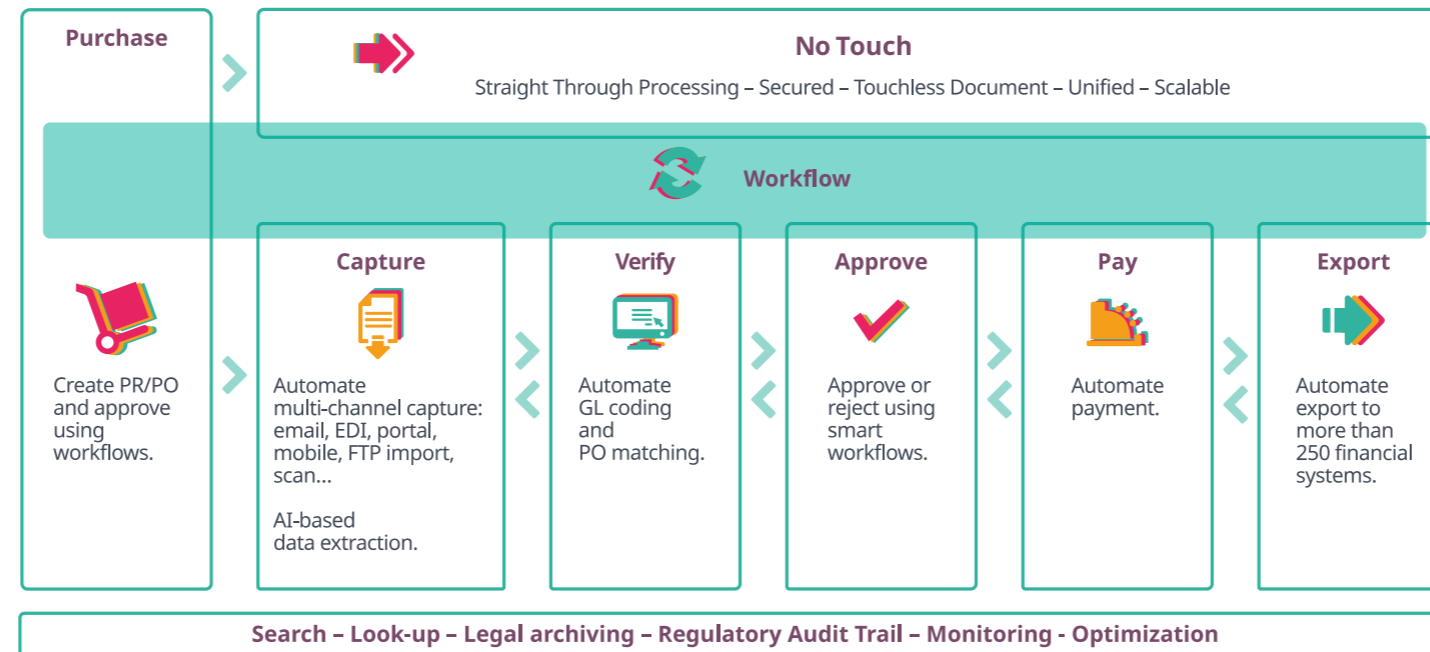 Purchase
No Touch
Straight Through Processing – Secured – Touchless Document – Unified – Scalable
Workflow
Create PR/PO
and approve
using
workflows.
Capture
Automate
multi-channel capture:
email, EDI, portal,
mobile, FTP import,
scan...
AI-based
data extraction.
Verify
Automate
GL coding
and
PO matching.
Approve
Approve or
reject using
smart
workflows.
Pay
Automate
payment.
Export
Automate
export to
more than
250 financial
systems.
Search – Look-up – Legal archiving – Regulatory Audit Trail – Monitoring - Optimization